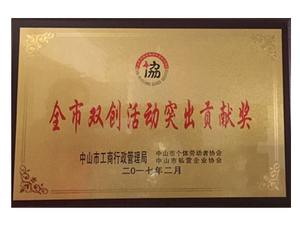 協
全市双创活动突出贡献奖
中山市工商行政管理局
中山市个体劳动者协会
中山市私营企业协会
二〇一七年二月